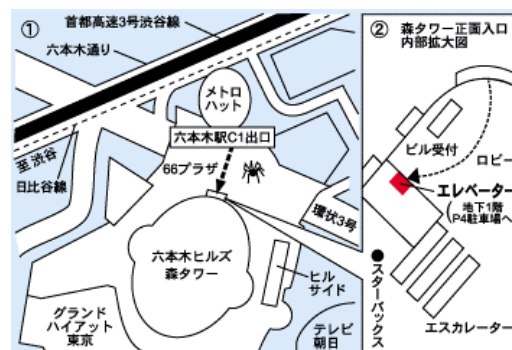 ①
首都高速3号渋谷線
六本木通り
メトロ
ハット
六本木駅C1出口
至渋谷
日比谷線
66プラザ
環状3号
六本木ヒルズ
森タワー
ヒル
サイド
グランド
ハイアット
東京
テレビ
朝日
② 森タワー正面入口
内部拡大図
ビル受付
ロビー
エレベーター
(地下1階
P4駐車場へ
●スターバックス
エスカレーター